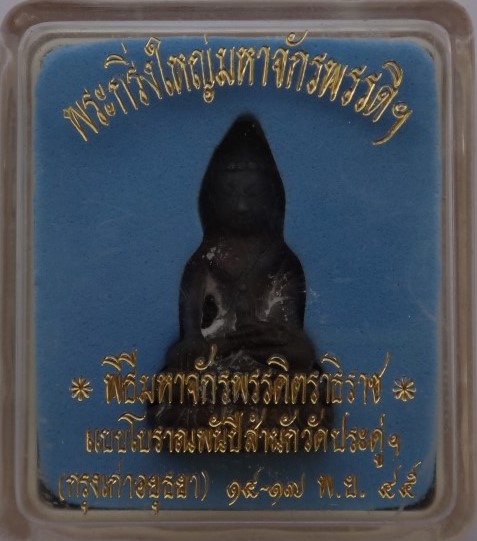 พระกริ่งใหญ่มหาจักรพรรดิฯ
* พิธีมหาจักรพรรดิตราธิราช *
แบบโบราณพันปีสำนักวัดประดู่ฯ
(กรุงเก่าอยุธยา) ๑๕-๑๗ พ.ย. ๔๕